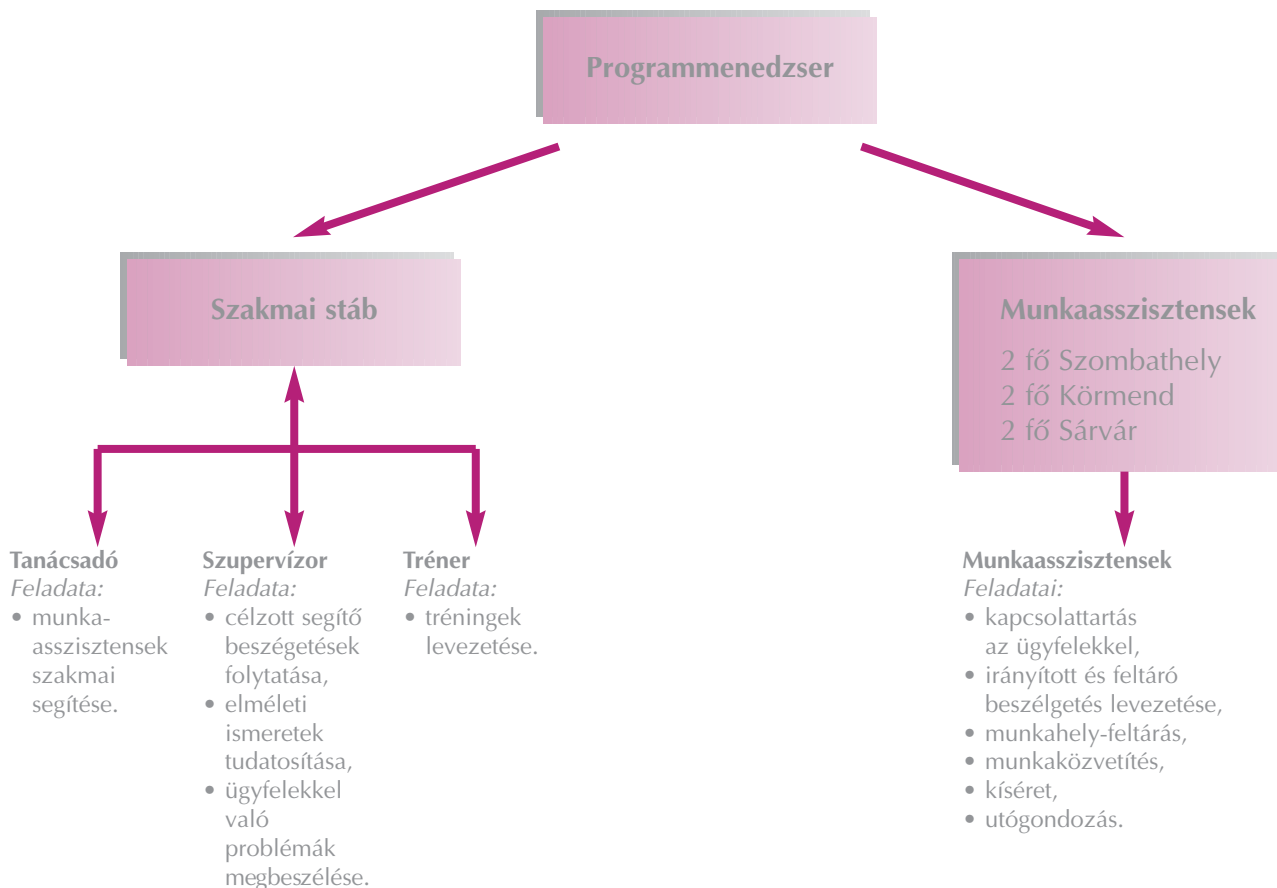 Programmenedzser
Szakmai stáb
Munkaasszisztensek
2 fő Szombathely
2 fő Körmend
2 fő Sárvár
Tanácsadó
Feladata:
• munka-
asszisztensek
szakmai
segítése.
Szupervízor
Feladata:
• célzott segítő
beszégetések
folytatása,
• elméleti
ismeretek
tudatosítása,
• ügyfelekkel
való
problémák
megbeszélése.
Tréner
Feladata:
• tréningek
levezetése.
Munkaasszisztensek
Feladatai:
• kapcsolattartás
az ügyfelekkel,
• irányított és feltáró
beszélgetés levezetése,
• munkahely-feltárás,
• munkaközvetítés,
• kíséret,
• utógondozás.